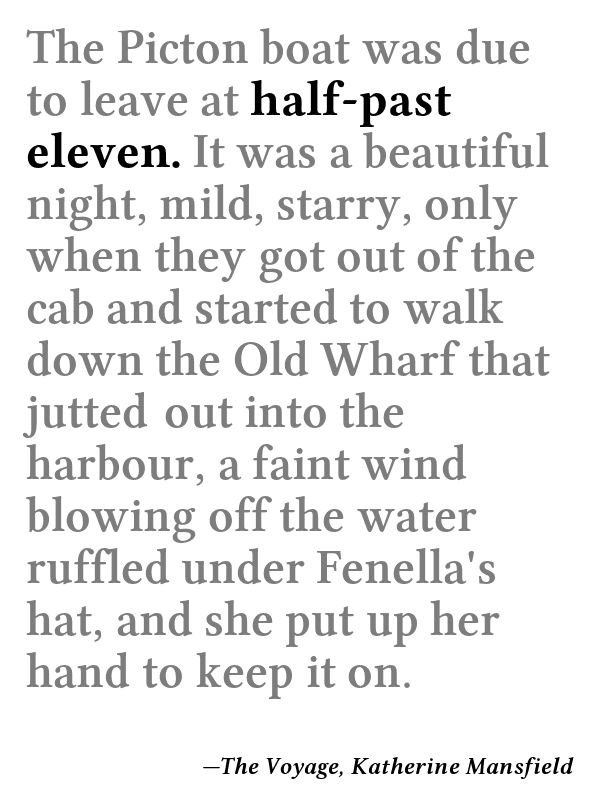 The Picton boat was due
to leave at half-past
eleven. It was a beautiful
night, mild, starry, only
when they got out of the
cab and started to walk
down the Old Wharf that
jutted out into the
harbour, a faint wind
blowing off the water
ruffled under Fenella's
hat, and she put up her
hand to keep it on.
—The Voyage, Katherine Mansfield